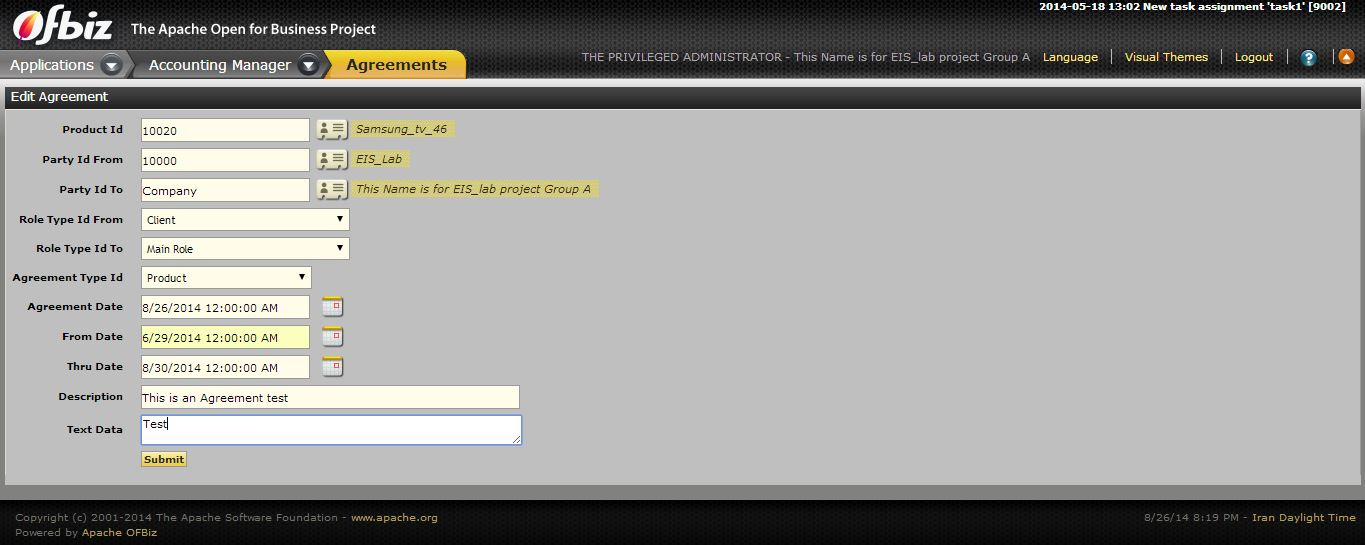 2014-05-18 13:02 New task assignment 'task1' [9002]
Ofbiz The Apache Open for Business Project
Applications Accounting Manager Agreements
THE PRIVILEGED ADMINISTRATOR - This Name is for EIS_lab project Group A Language Visual Themes Logout ?
Edit Agreement
Product Id 10020 Samsung_tv_46
Party Id From 10000 EIS_Lab
Party Id To Company This Name is for EIS_lab project Group A
Role Type Id From Client
Role Type Id To Main Role
Agreement Type Id Product
Agreement Date 8/26/2014 12:00:00 AM
From Date 6/29/2014 12:00:00 AM
Thru Date 8/30/2014 12:00:00 AM
Description This is an Agreement test
Text Data Test
Submit
Copyright (c) 2001-2014 The Apache Software Foundation - www.apache.org 8/26/14 8:19 PM - Iran Daylight Time
Powered by Apache OFBiz